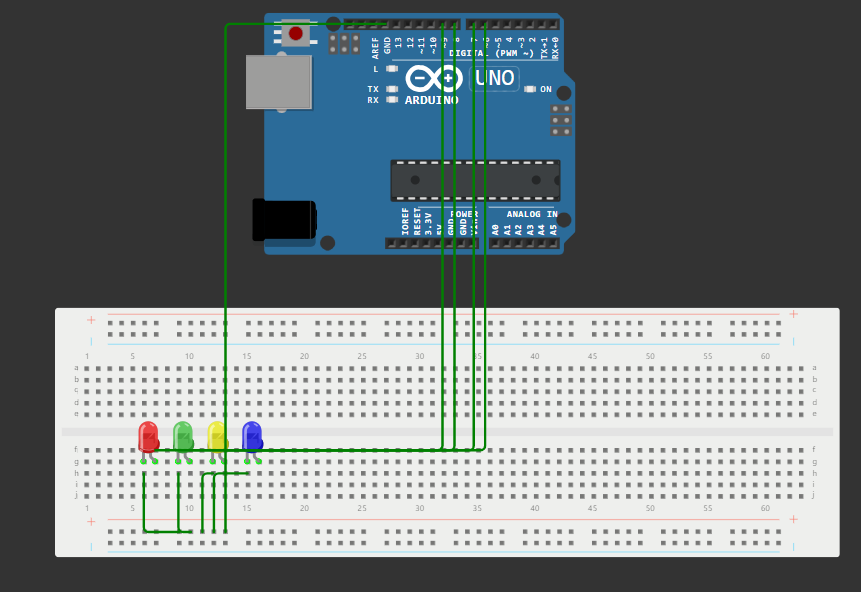 AREF
GND
13
12
~11
~10
~9
8
7
~6
~5
4
~3
2
TX→1
RX←0
DIGITAL (PWM ~)
L
TX
RX
UNO
ON
ARDUINO
IOREF
RESET
3.3V
5V
GND
GND
POWER
ANALOG IN
A0
A1
A2
A3
A4
A5
1 5 10 15 20 25 30 35 40 45 50 55 60
a a
b b
c c
d d
e e
f f
g g
h h
i i
j j
1 5 10 15 20 25 30 35 40 45 50 55 60